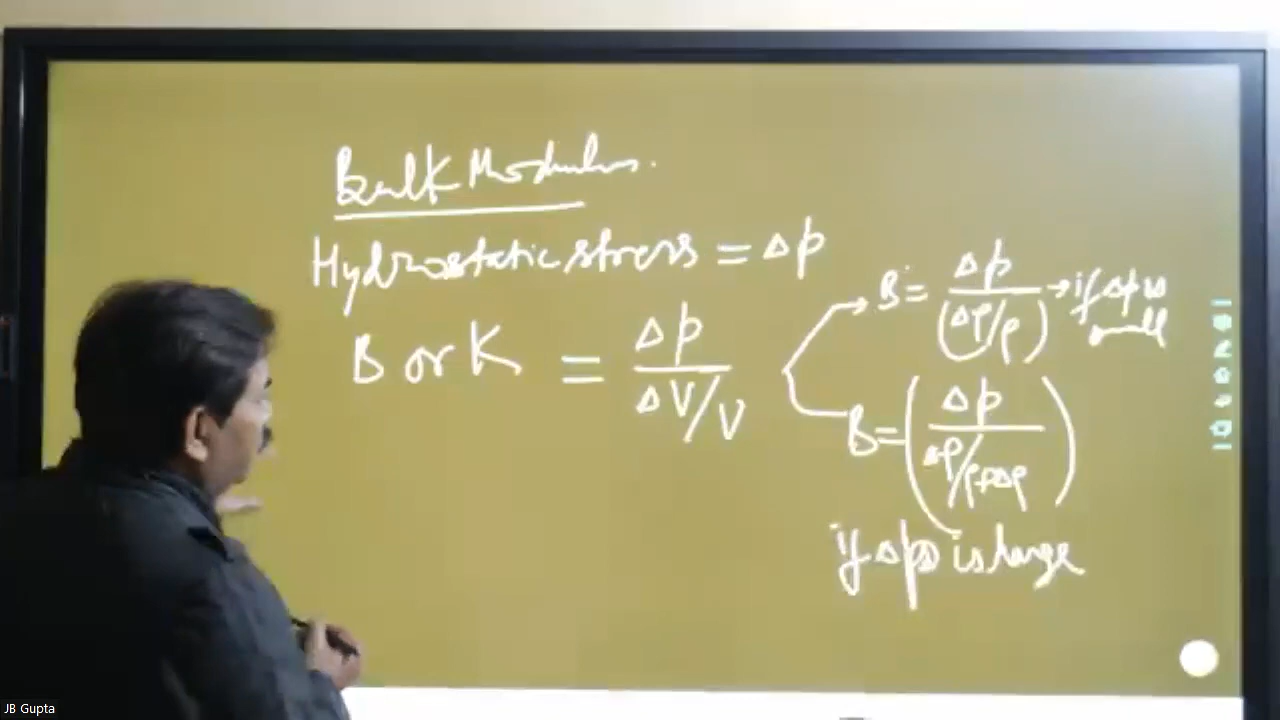 Bulk Modulus.
Hydrostatic stress = Δp
B or K = Δp / ΔV/V
B = Δp / (Δρ/ρ) → if Δp is small
B = (Δp / Δρ/ρ+Δρ)
if Δp is large
JB Gupta